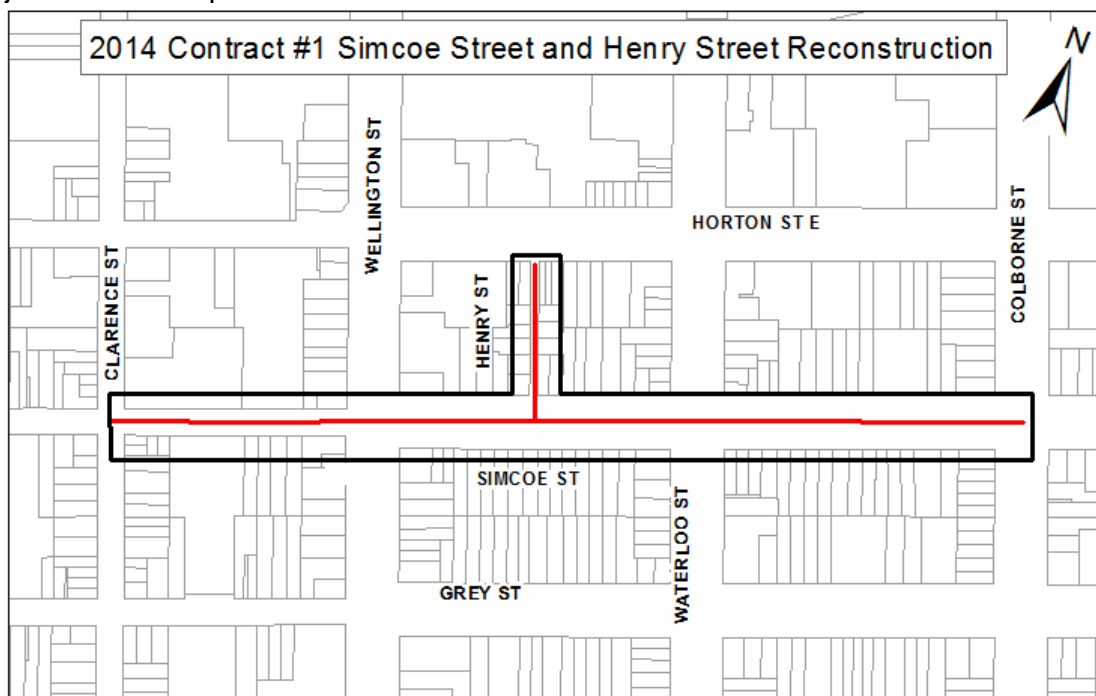 2014 Contract #1 Simcoe Street and Henry Street Reconstruction
N
WELLINGTON ST
HORTON ST E
COLBORNE ST
CLARENCE ST
HENRY ST
SIMCOE ST
WATERLOO ST
GREY ST